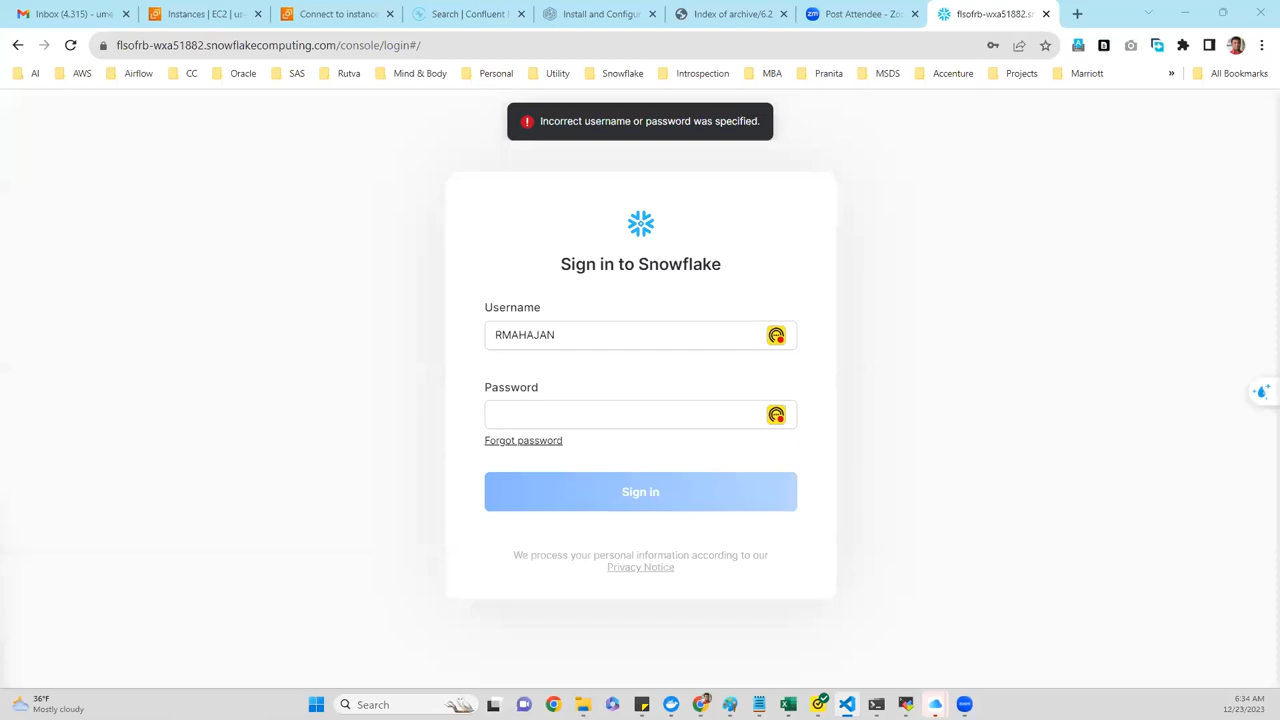 Inbox (4,315) - ume
Instances | EC2 | us-
Connect to instance
Search | Confluent
Install and Configur
Index of archive/6.2
zm
Post Attendee - Zo
flsofrb-wxa51882.sn
flsofrb-wxa51882.snowflakecomputing.com/console/login#/
AI
AWS
Airflow
CC
Oracle
SAS
Rutva
Mind & Body
Personal
Utility
Snowflake
Introspection
MBA
Pranita
MSDS
Accenture
Projects
Marriott
»
All Bookmarks
Incorrect username or password was specified.
Sign in to Snowflake
Username
RMAHAJAN
Password
Forgot password
Sign in
We process your personal information according to our
Privacy Notice
36°F
Mostly cloudy
Search
6:34 AM
12/23/2023